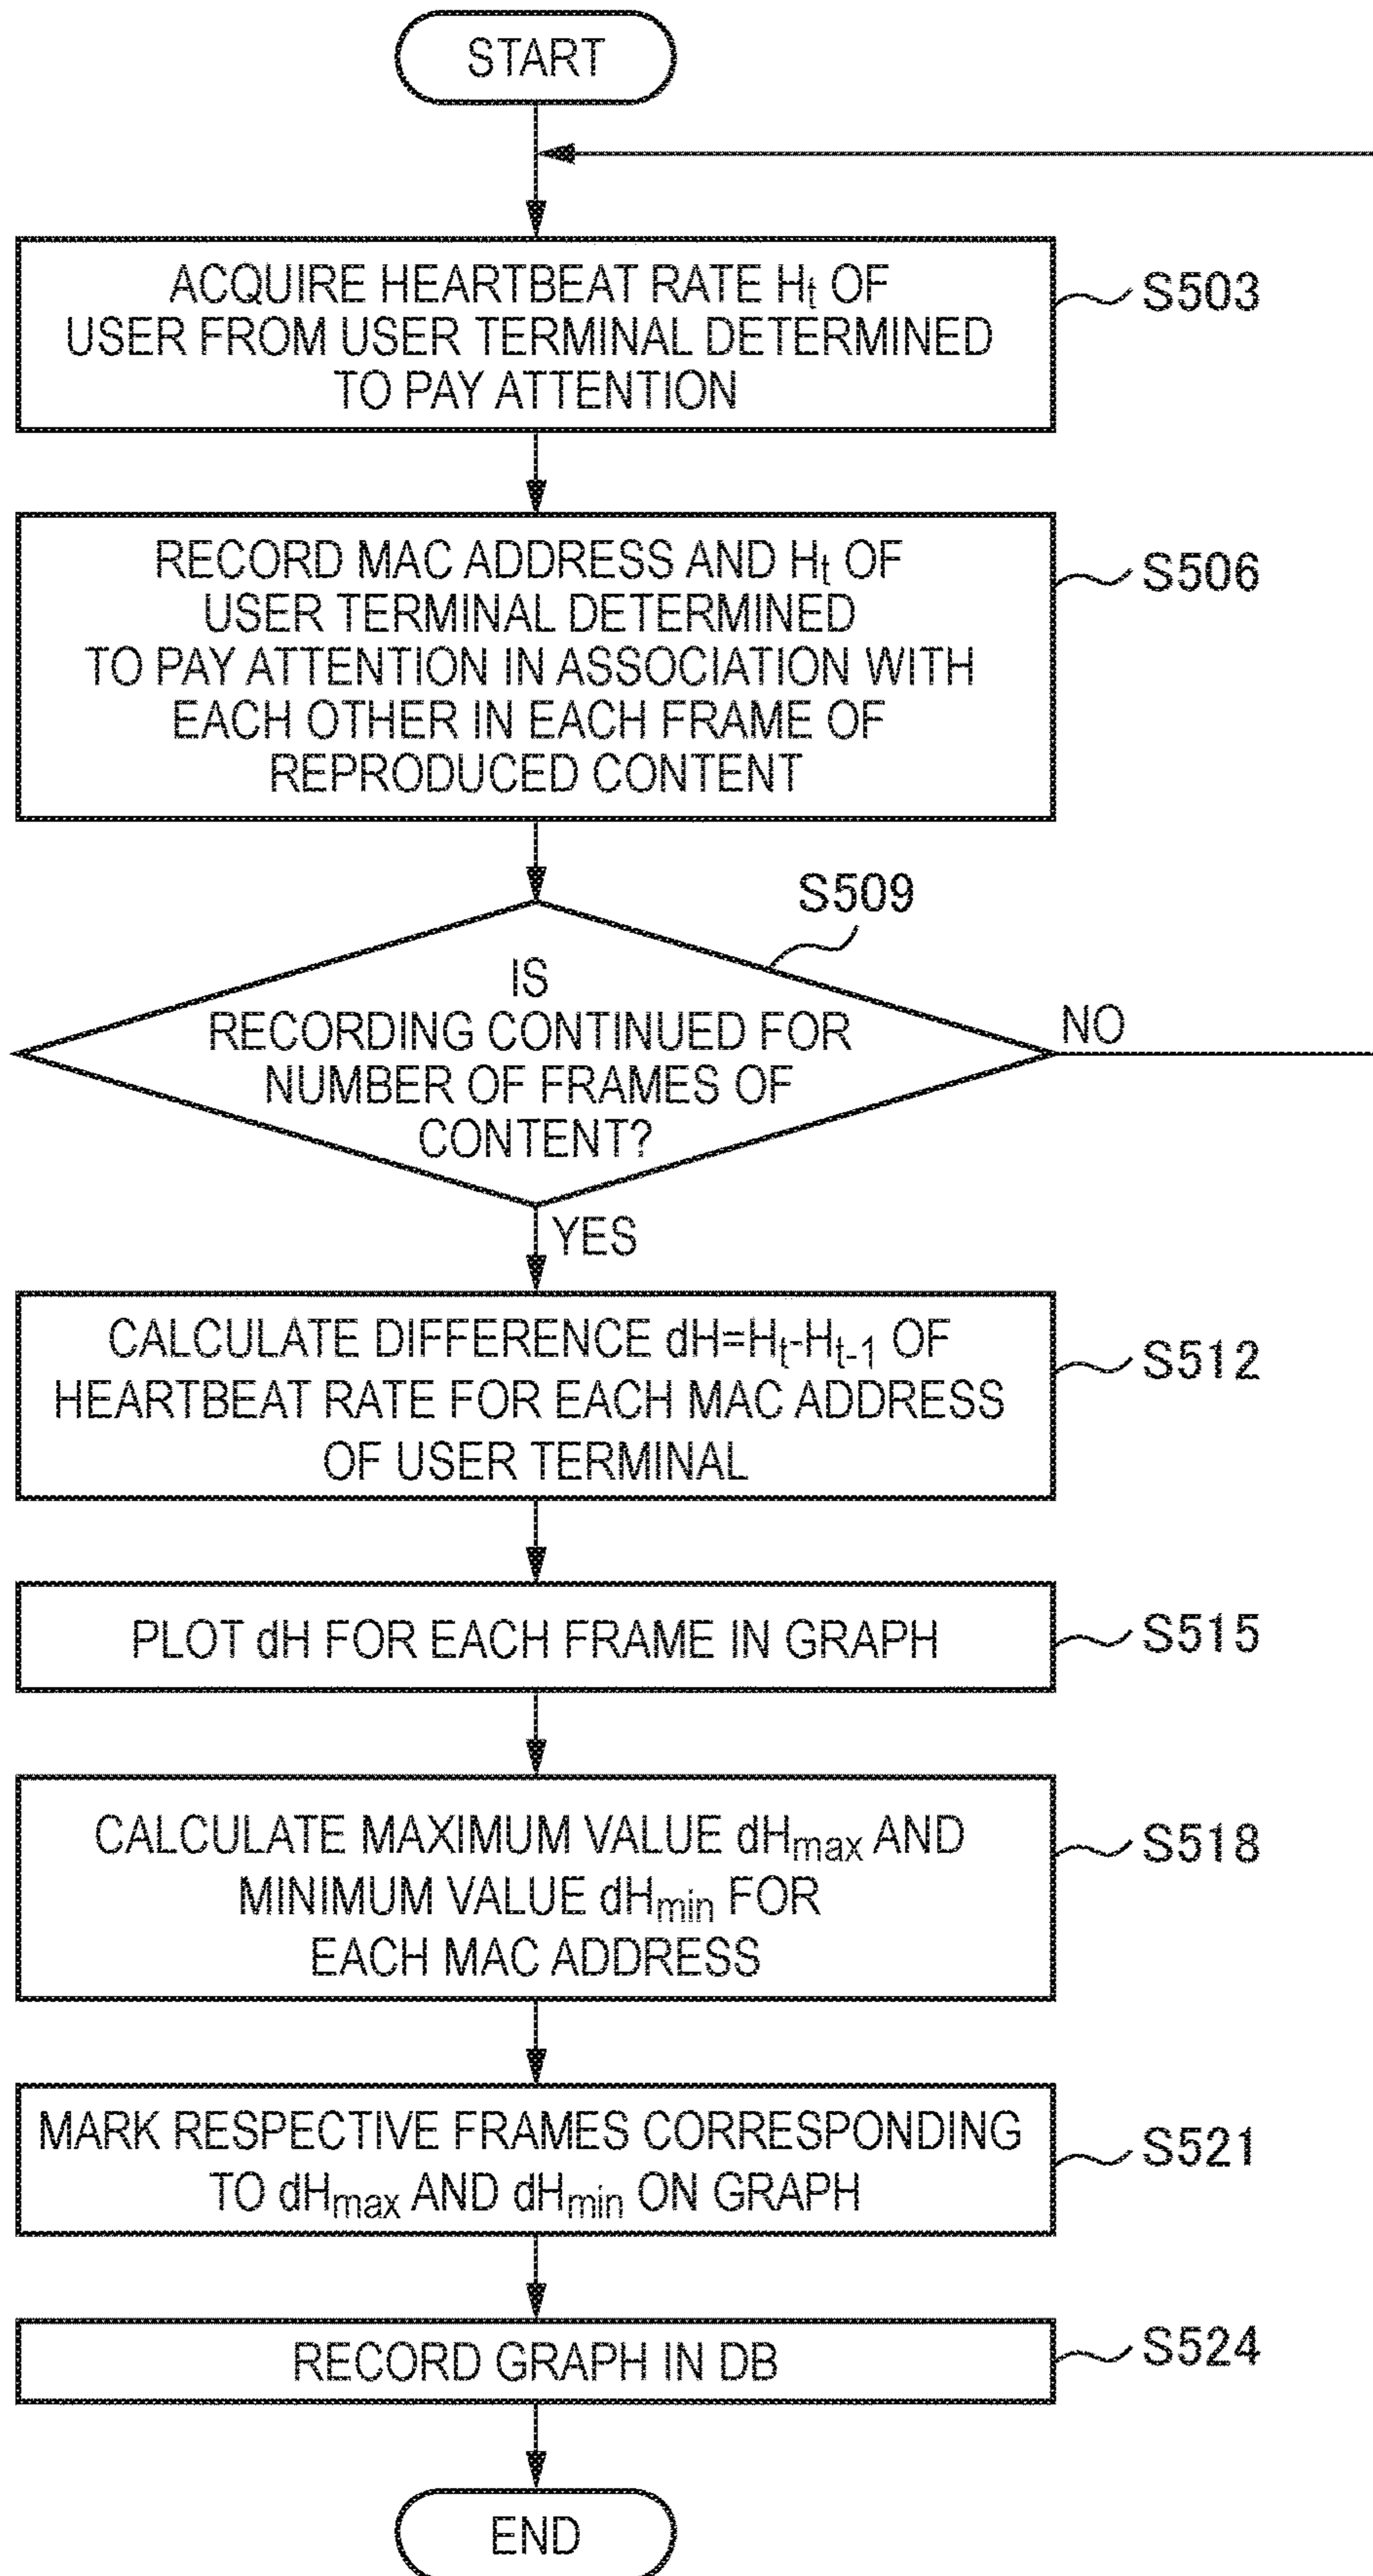 START
ACQUIRE HEARTBEAT RATE Ht OF
USER FROM USER TERMINAL DETERMINED
TO PAY ATTENTION
S503
RECORD MAC ADDRESS AND Ht OF
USER TERMINAL DETERMINED
TO PAY ATTENTION IN ASSOCIATION WITH
EACH OTHER IN EACH FRAME OF
REPRODUCED CONTENT
S506
S509
IS
RECORDING CONTINUED FOR
NUMBER OF FRAMES OF
CONTENT?
NO
YES
CALCULATE DIFFERENCE dH=Ht-Ht-1 OF
HEARTBEAT RATE FOR EACH MAC ADDRESS
OF USER TERMINAL
S512
PLOT dH FOR EACH FRAME IN GRAPH
S515
CALCULATE MAXIMUM VALUE dHmax AND
MINIMUM VALUE dHmin FOR
EACH MAC ADDRESS
S518
MARK RESPECTIVE FRAMES CORRESPONDING
TO dHmax AND dHmin ON GRAPH
S521
RECORD GRAPH IN DB
S524
END